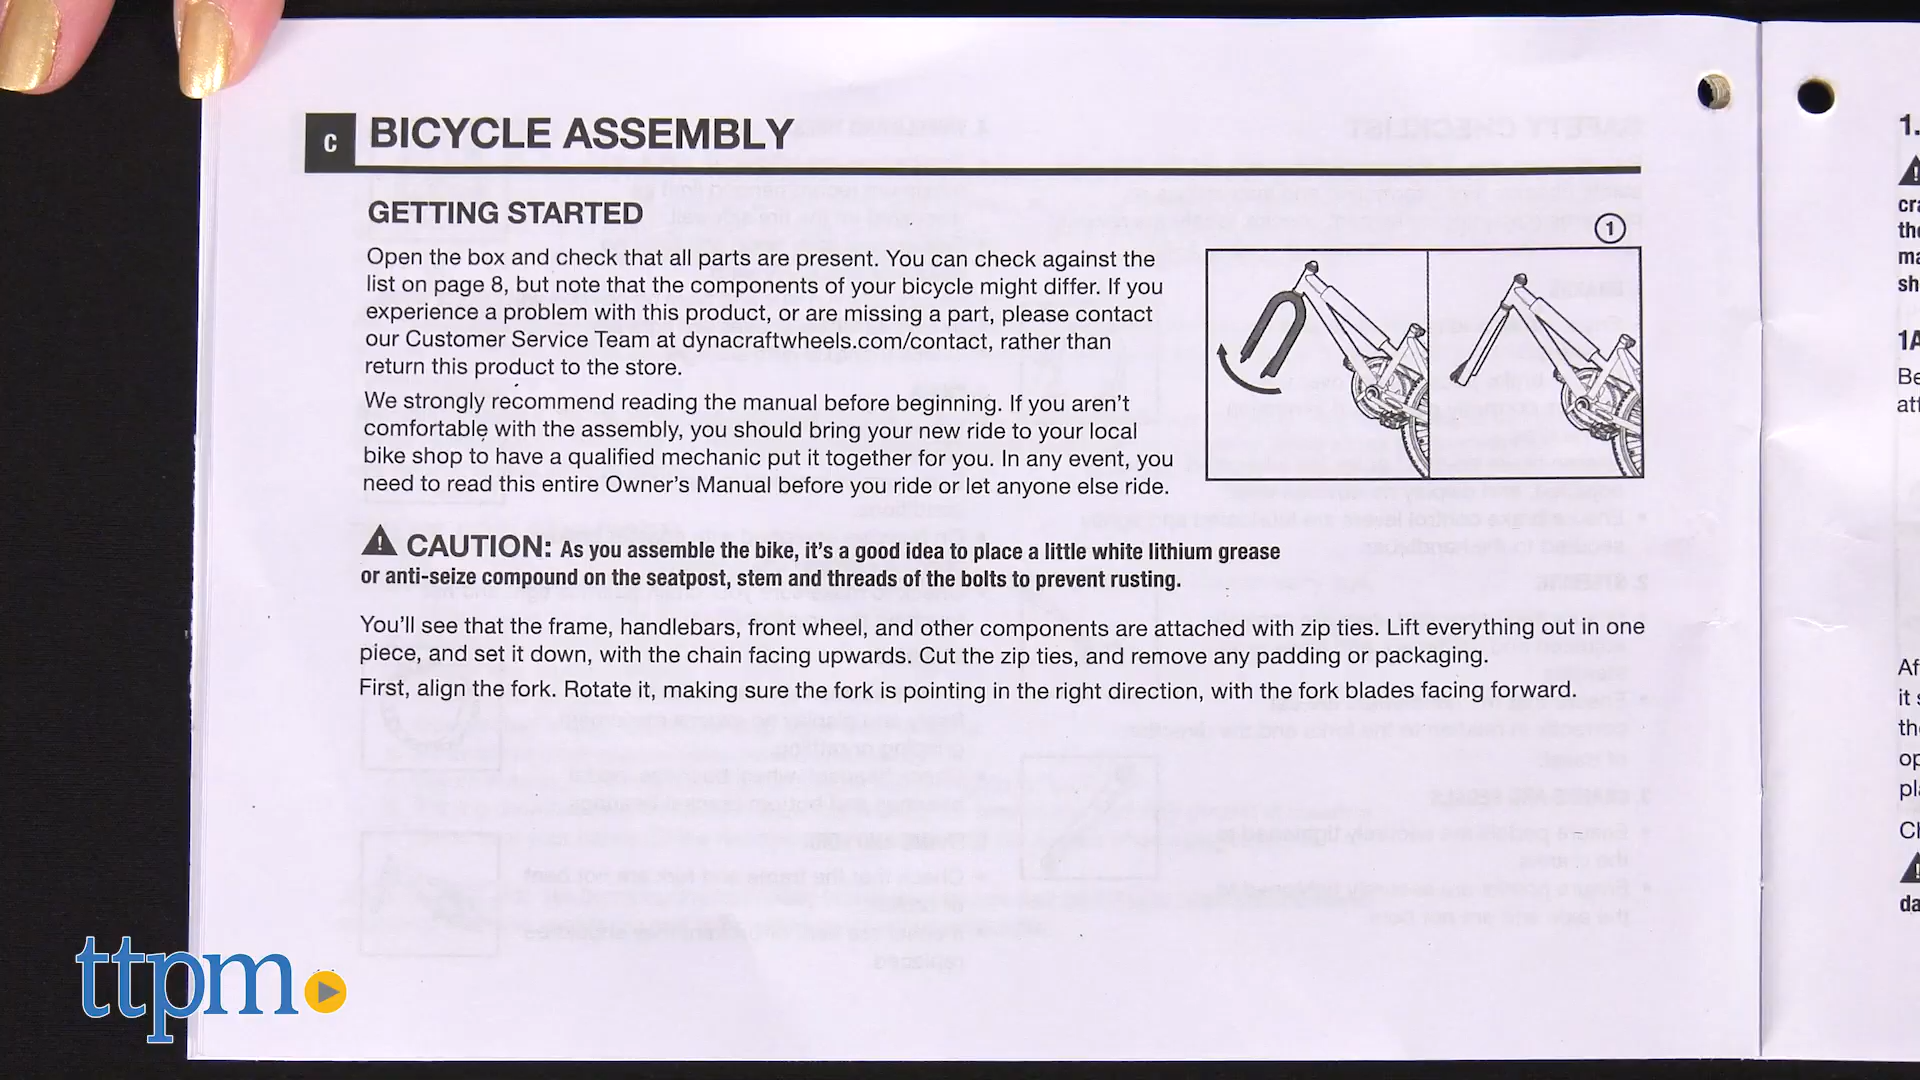 C BICYCLE ASSEMBLY
GETTING STARTED
1
Open the box and check that all parts are present. You can check against the
list on page 8, but note that the components of your bicycle might differ. If you
experience a problem with this product, or are missing a part, please contact
our Customer Service Team at dynacraftwheels.com/contact, rather than
return this product to the store.
We strongly recommend reading the manual before beginning. If you aren't
comfortable with the assembly, you should bring your new ride to your local
bike shop to have a qualified mechanic put it together for you. In any event, you
need to read this entire Owner's Manual before you ride or let anyone else ride.
CAUTION: As you assemble the bike, it's a good idea to place a little white lithium grease
or anti-seize compound on the seatpost, stem and threads of the bolts to prevent rusting.
You'll see that the frame, handlebars, front wheel, and other components are attached with zip ties. Lift everything out in one
piece, and set it down, with the chain facing upwards. Cut the zip ties, and remove any padding or packaging.
First, align the fork. Rotate it, making sure the fork is pointing in the right direction, with the fork blades facing forward.
1.
1A
ttpm